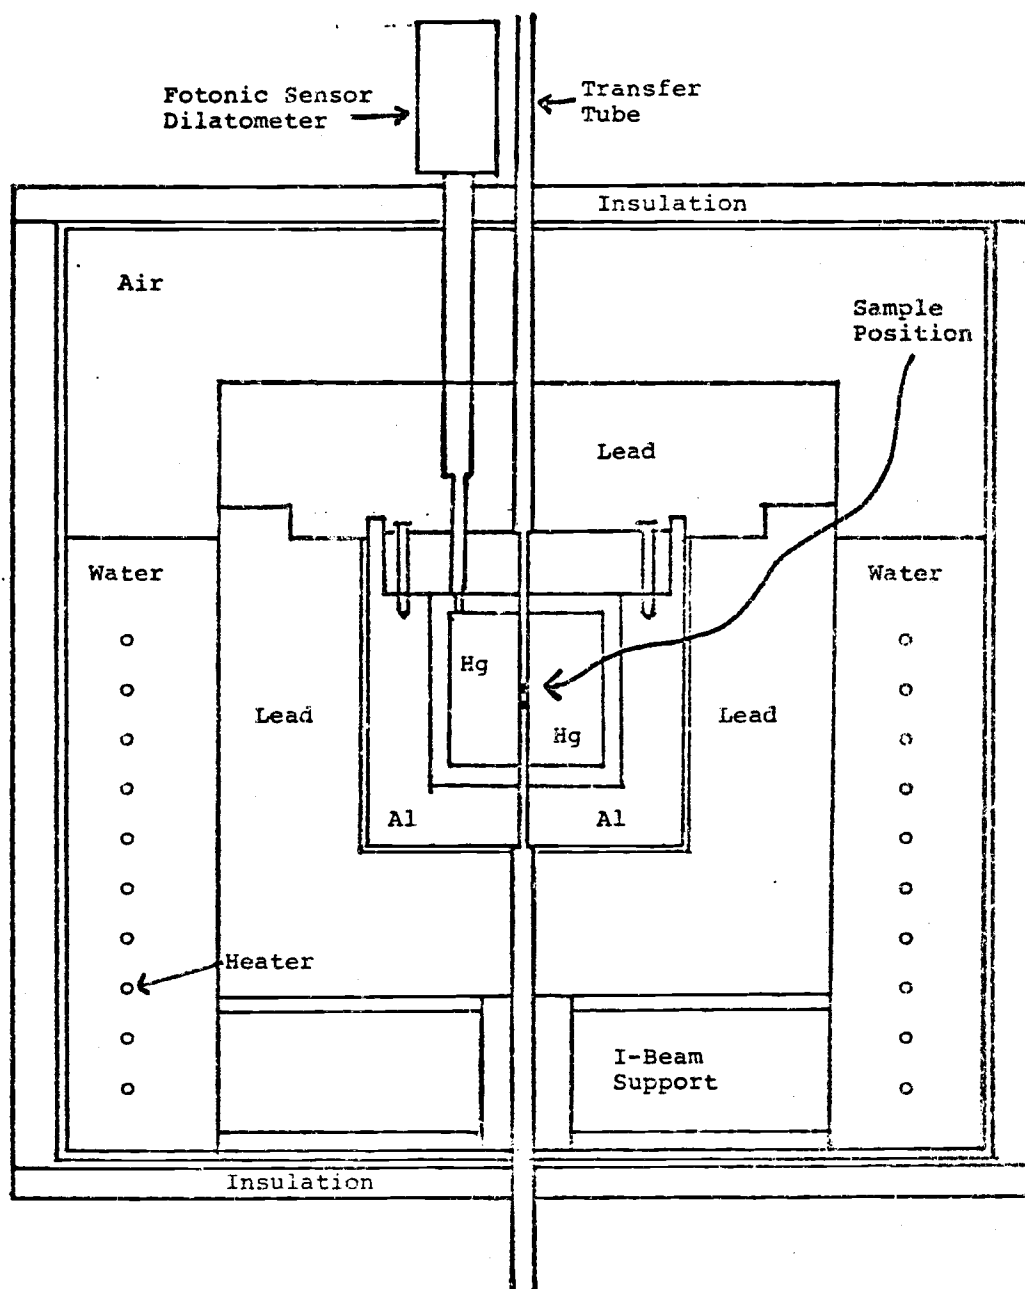 Fotonic Sensor
Dilatometer
Transfer
Tube
Insulation
Air
Sample
Position
Lead
Water
Water
Hg
Lead
Lead
Hg
Al
Al
Heater
I-Beam
Support
Insulation